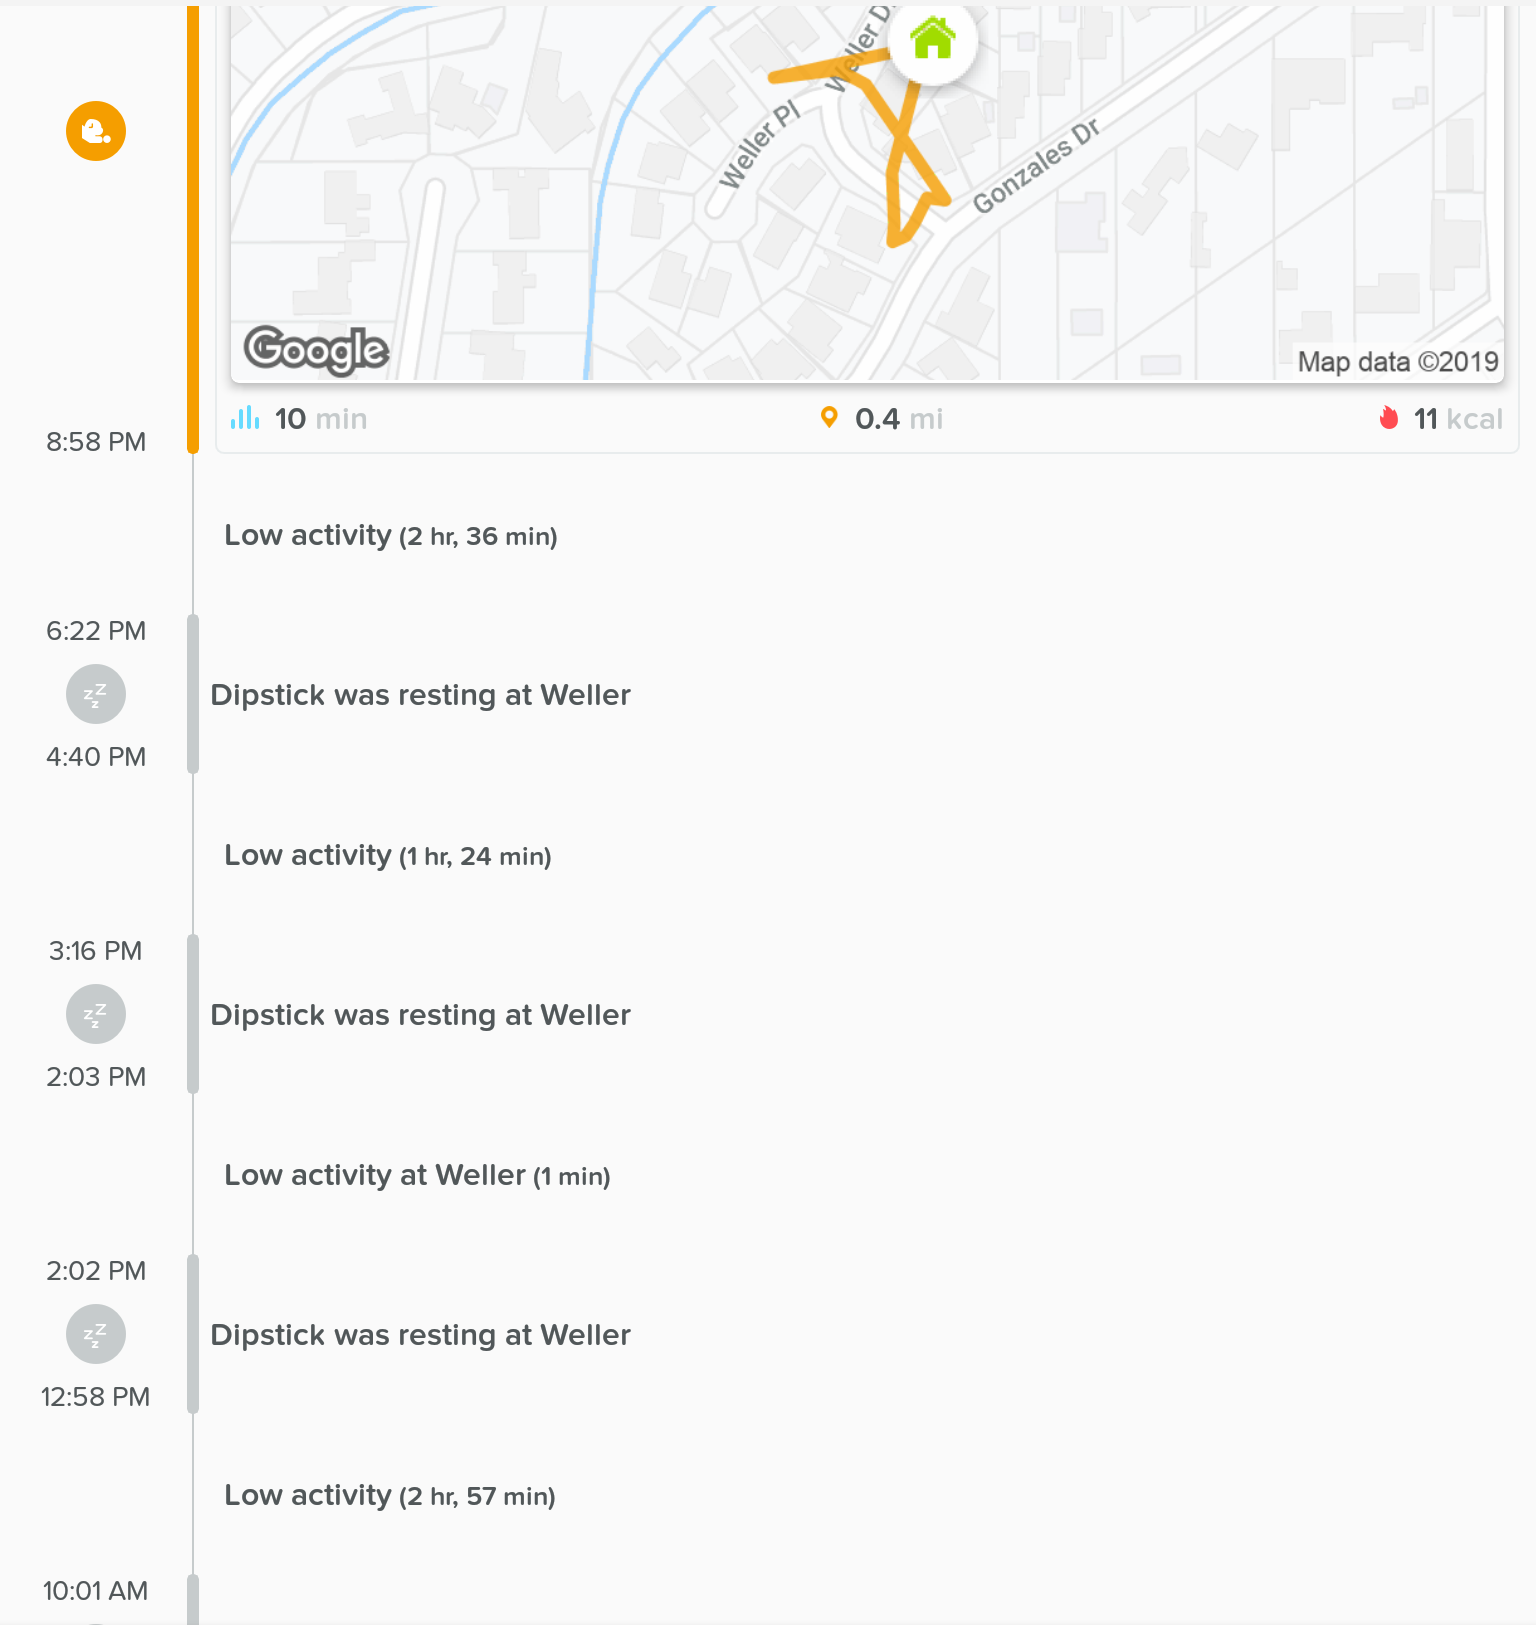 Weller D
Weller Pl
Gonzales Dr
Google
Map data ©2019
10 min
0.4 mi
11 kcal
8:58 PM
Low activity (2 hr, 36 min)
6:22 PM
Dipstick was resting at Weller
4:40 PM
Low activity (1 hr, 24 min)
3:16 PM
Dipstick was resting at Weller
2:03 PM
Low activity at Weller (1 min)
2:02 PM
Dipstick was resting at Weller
12:58 PM
Low activity (2 hr, 57 min)
10:01 AM